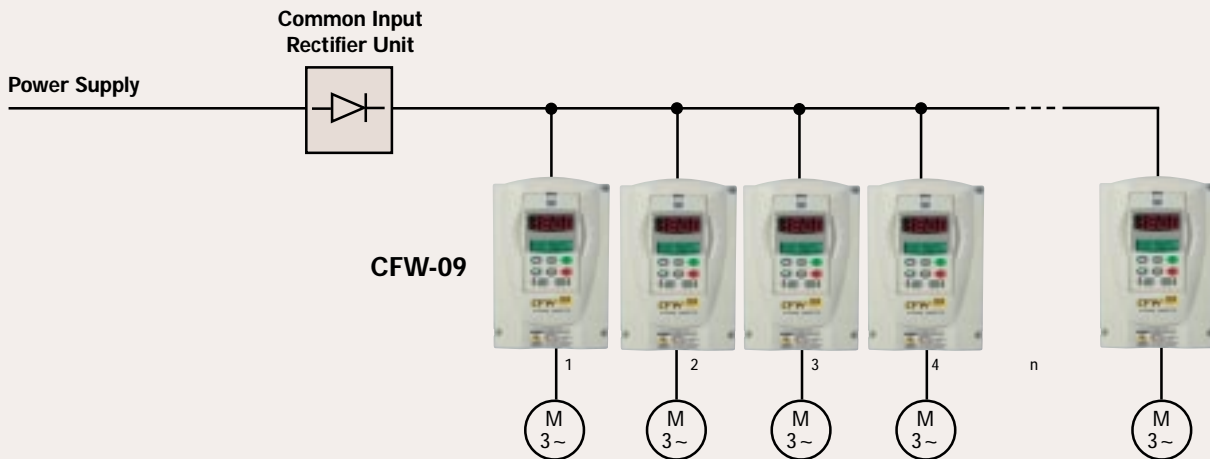 Common Input
Rectifier Unit
Power Supply
CFW-09
1
2
3
4
n
M
3~
M
3~
M
3~
M
3~
M
3~